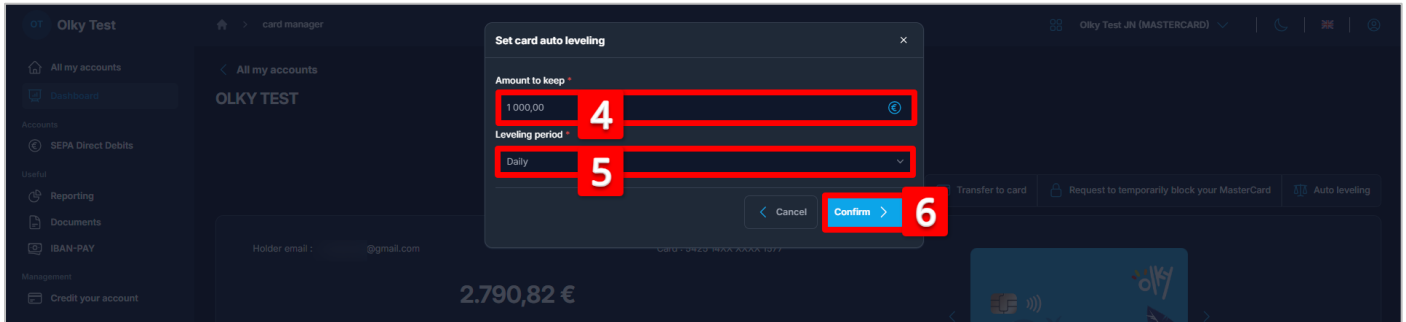 OT Olky Test
card manager
Olky Test JN (MASTERCARD)
Set card auto leveling
All my accounts
All my accounts
Dashboard
OLKY TEST
Amount to keep *
1 000,00
4
Leveling period *
Accounts
SEPA Direct Debits
Daily
5
Useful
Reporting
Transfer to card
Request to temporarily block your MasterCard
Auto leveling
Documents
Cancel
Confirm
6
IBAN-PAY
Holder email :
@gmail.com
Management
Credit your account
2.790,82 €
olky